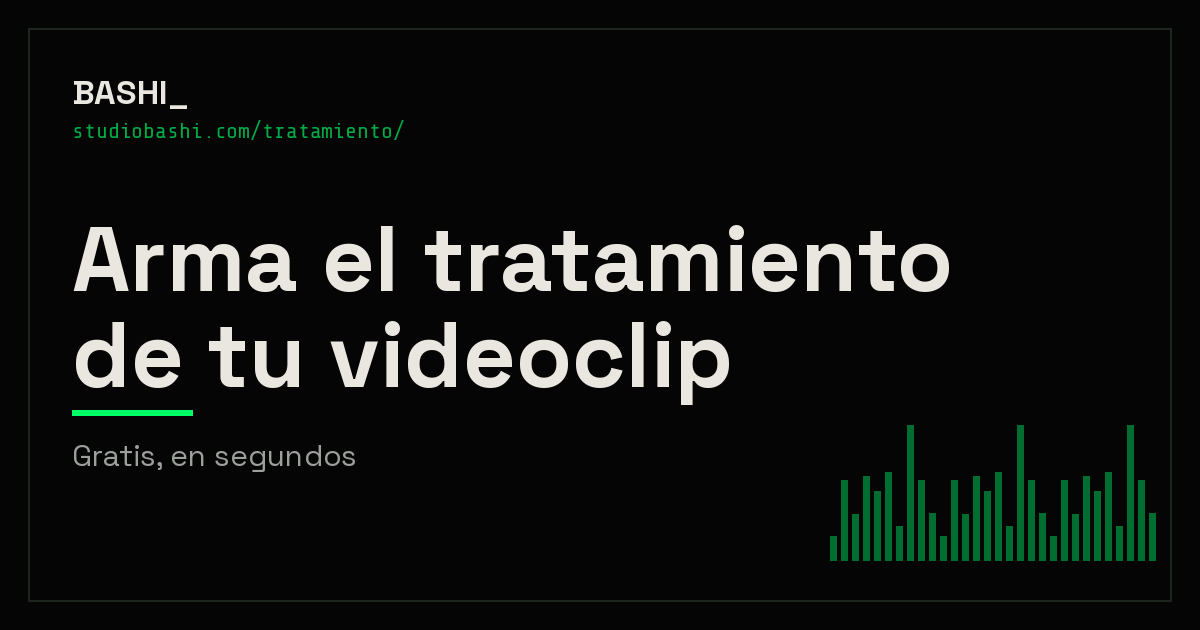 BASHI_
studiobashi.com/tratamiento/
Arma el tratamiento
de tu videoclip
Gratis, en segundos